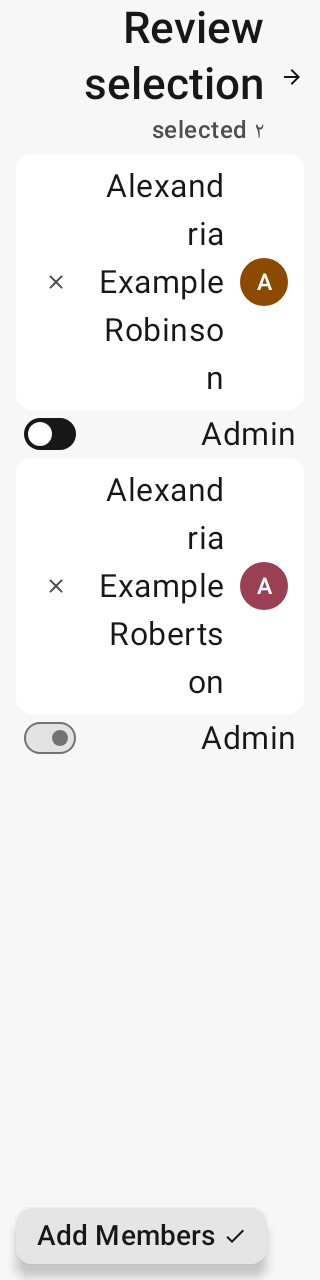 Review
selection
٢ selected
Alexand
ria
Example
Robinso
n
A
Admin
Alexand
ria
Example
Roberts
on
A
Admin
Add Members